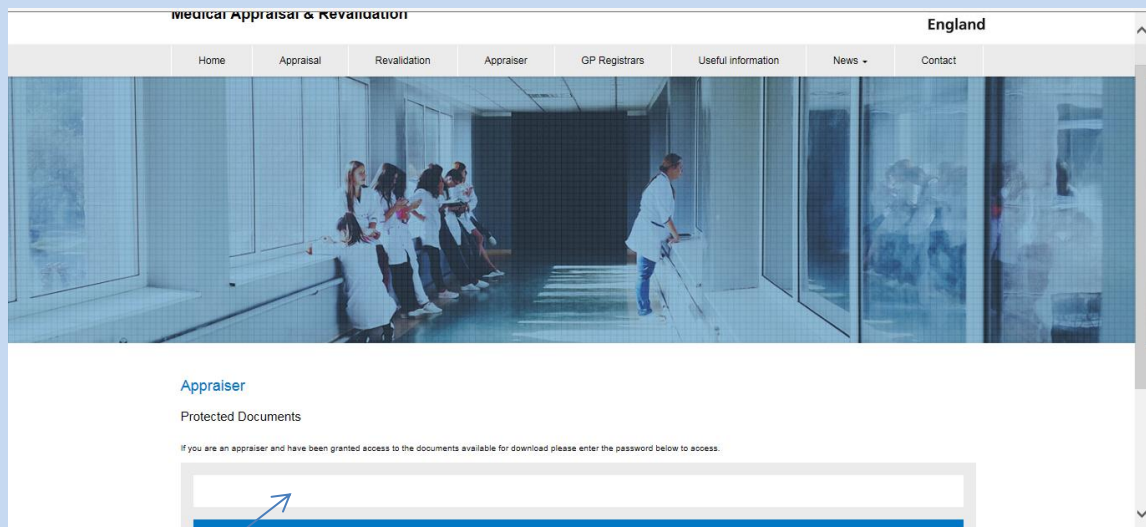 Medical Appraisal & Revalidation
England
Home Appraisal Revalidation Appraiser GP Registrars Useful information News Contact
Appraiser
Protected Documents
If you are an appraiser and have been granted access to the documents available for download please enter the password below to access.